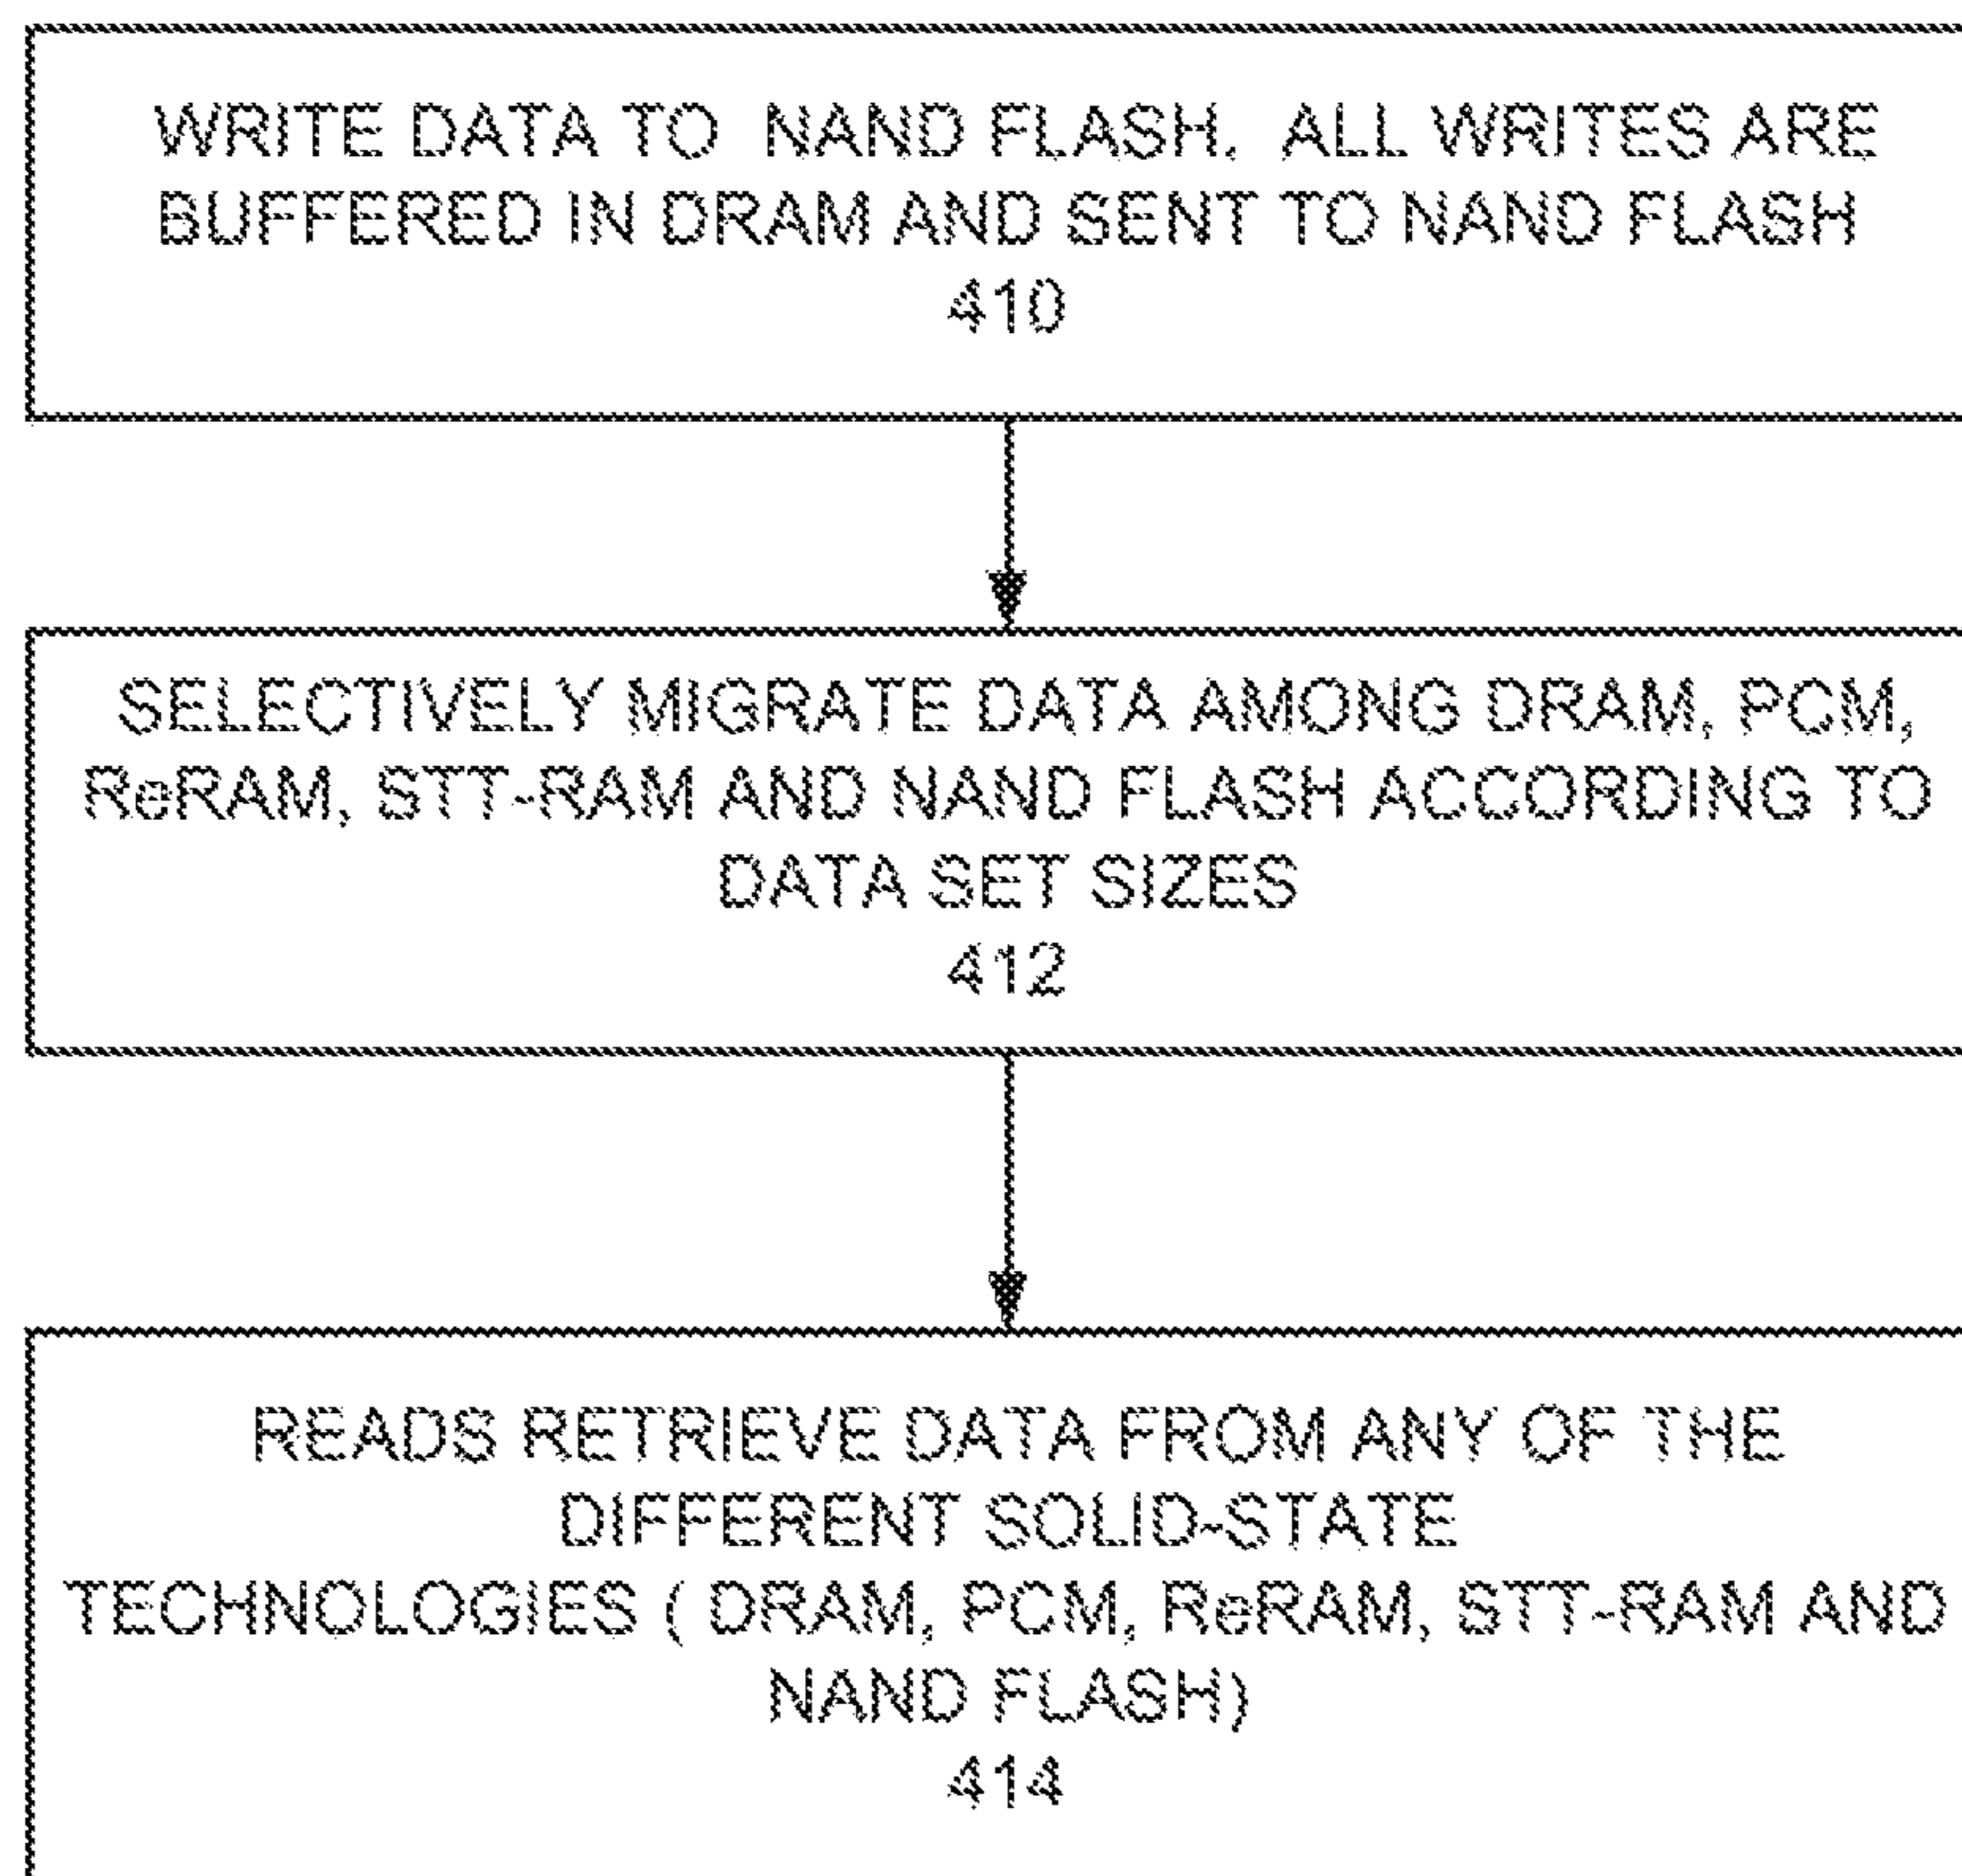 WRITE DATA TO NAND FLASH. ALL WRITES ARE
BUFFERED IN DRAM AND SENT TO NAND FLASH
410
SELECTIVELY MIGRATE DATA AMONG DRAM, PCM,
ReRAM, STT-RAM AND NAND FLASH ACCORDING TO
DATA SET SIZES
412
READS RETRIEVE DATA FROM ANY OF THE
DIFFERENT SOLID-STATE
TECHNOLOGIES ( DRAM, PCM, ReRAM, STT-RAM AND
NAND FLASH)
414